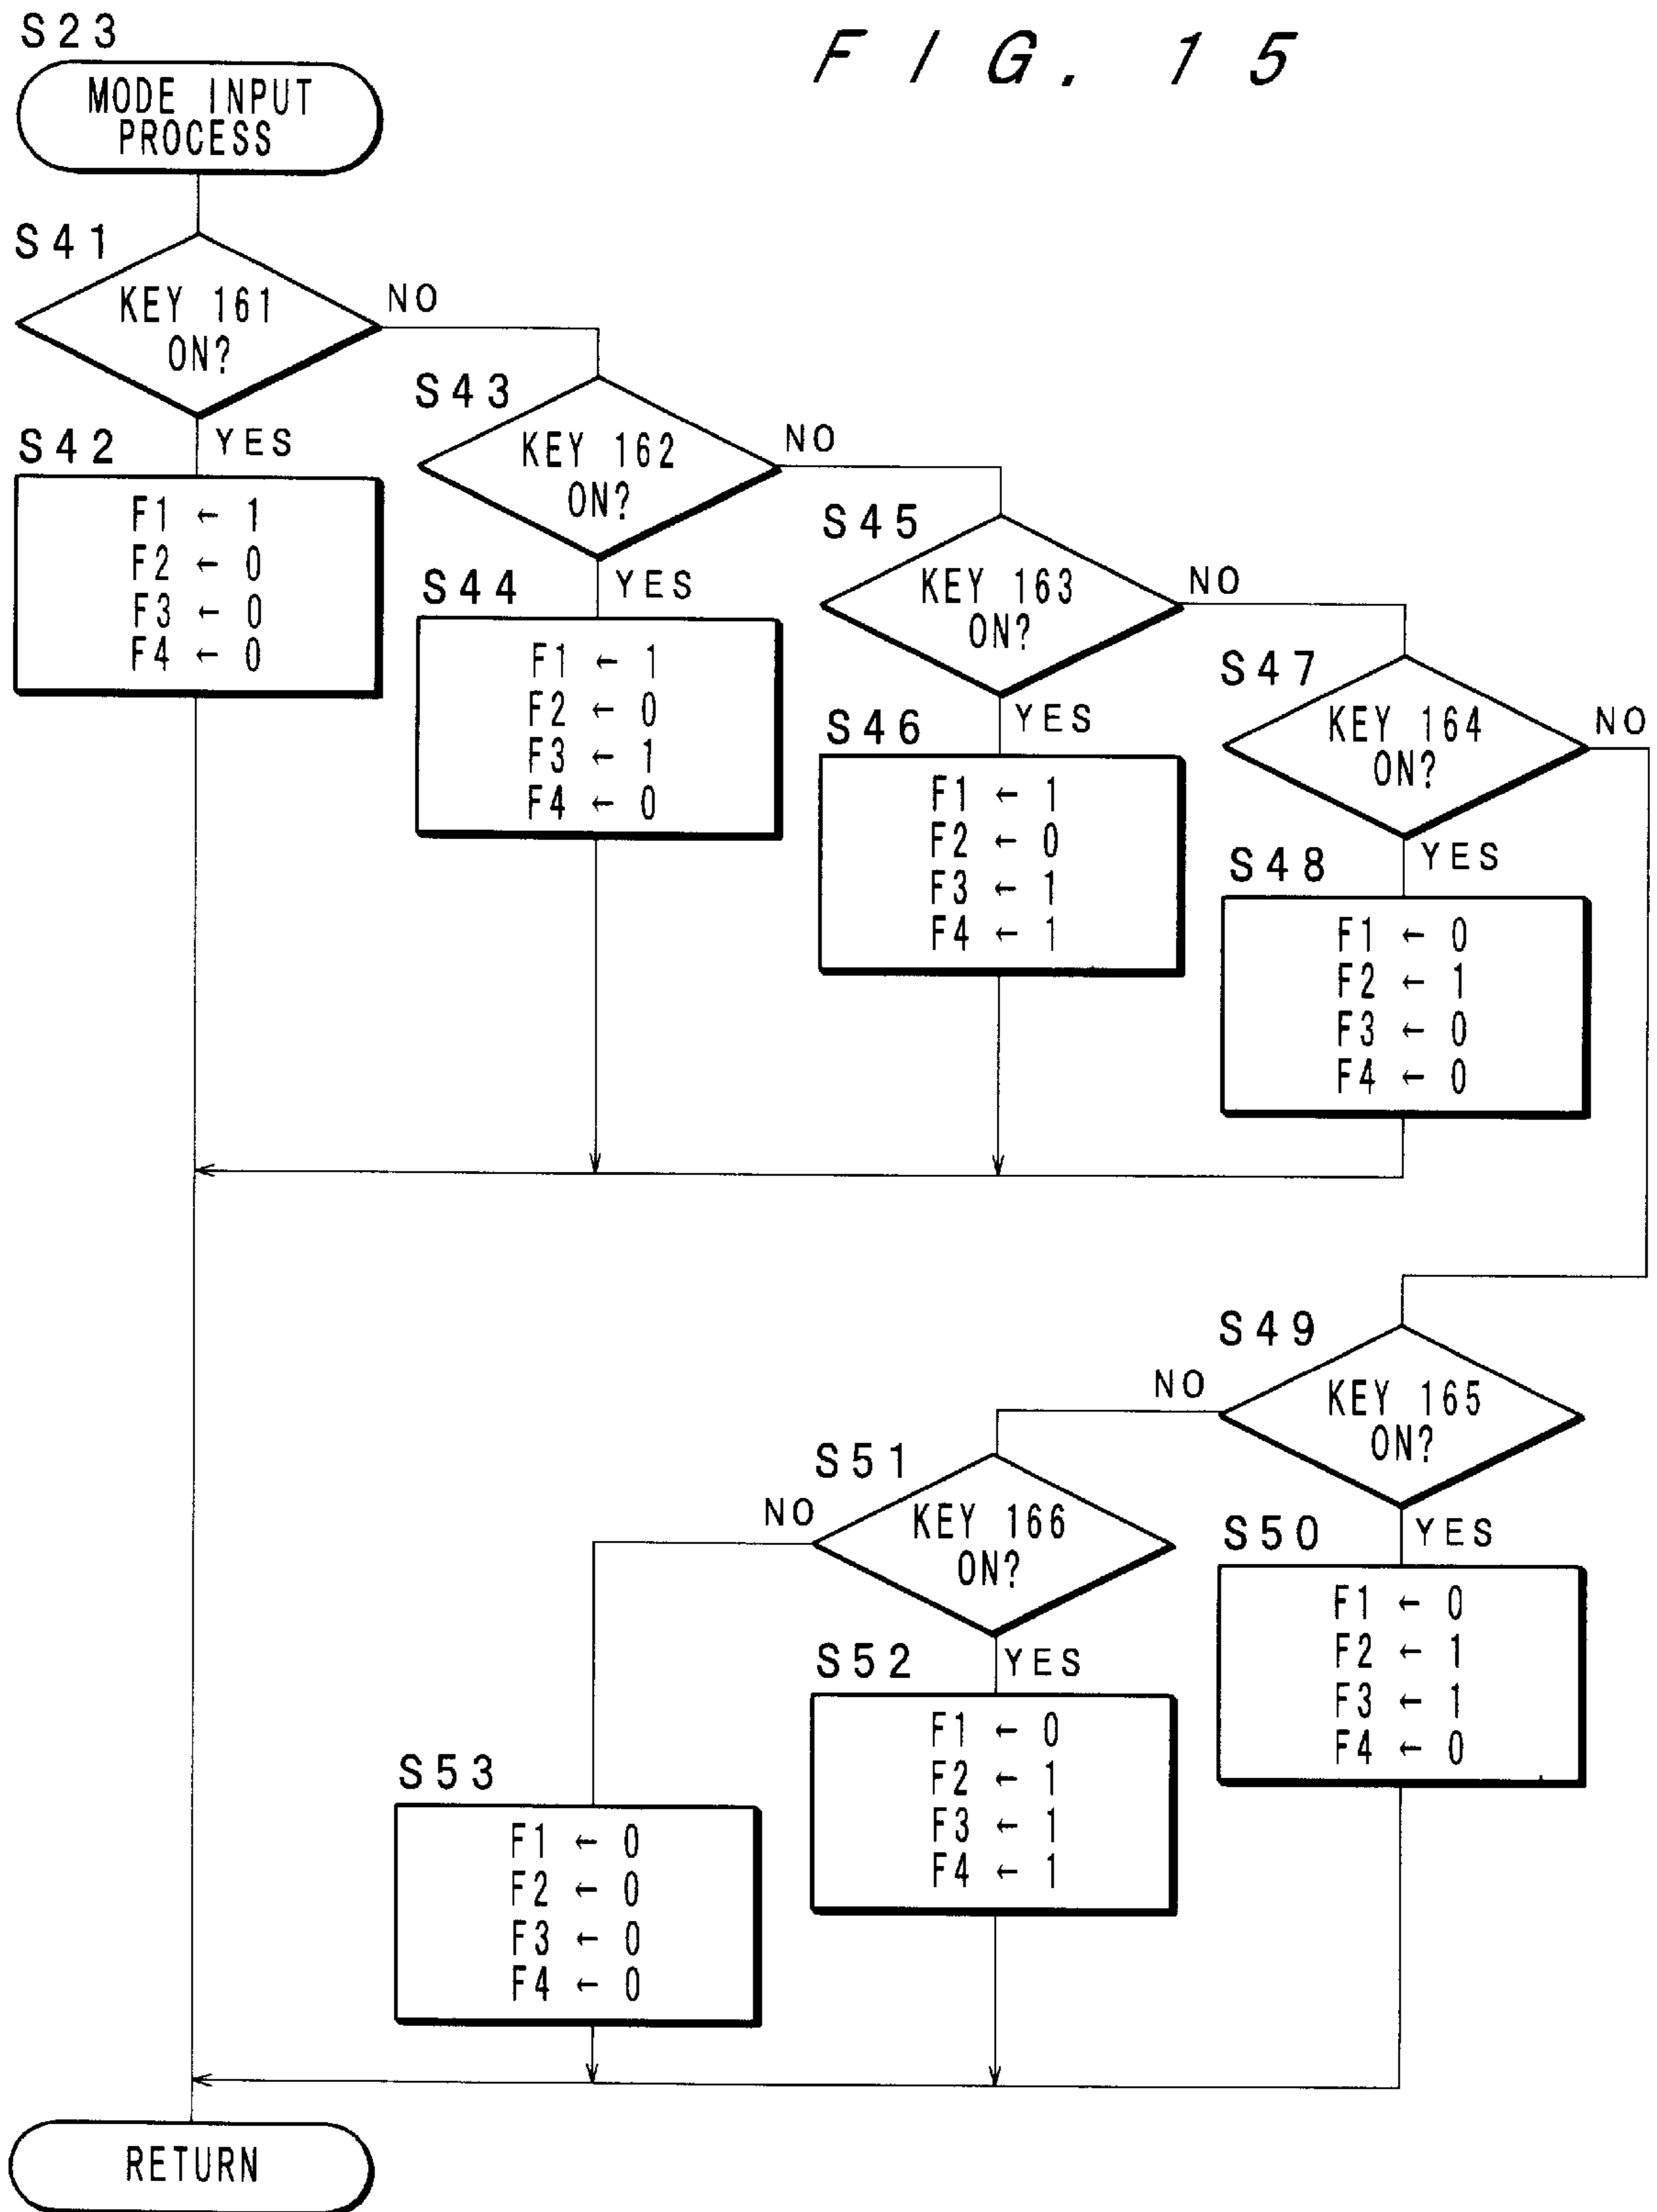 FIG. 15
S23
MODE INPUT
PROCESS
S41
KEY 161
ON?
NO
YES
S42
F1 ← 1
F2 ← 0
F3 ← 0
F4 ← 0
S43
KEY 162
ON?
NO
YES
S44
F1 ← 1
F2 ← 0
F3 ← 1
F4 ← 0
S45
KEY 163
ON?
NO
YES
S46
F1 ← 1
F2 ← 0
F3 ← 1
F4 ← 1
S47
KEY 164
ON?
NO
YES
S48
F1 ← 0
F2 ← 1
F3 ← 0
F4 ← 0
S49
KEY 165
ON?
NO
YES
S50
F1 ← 0
F2 ← 1
F3 ← 1
F4 ← 0
S51
KEY 166
ON?
NO
YES
S52
F1 ← 0
F2 ← 1
F3 ← 1
F4 ← 1
S53
F1 ← 0
F2 ← 0
F3 ← 0
F4 ← 0
RETURN